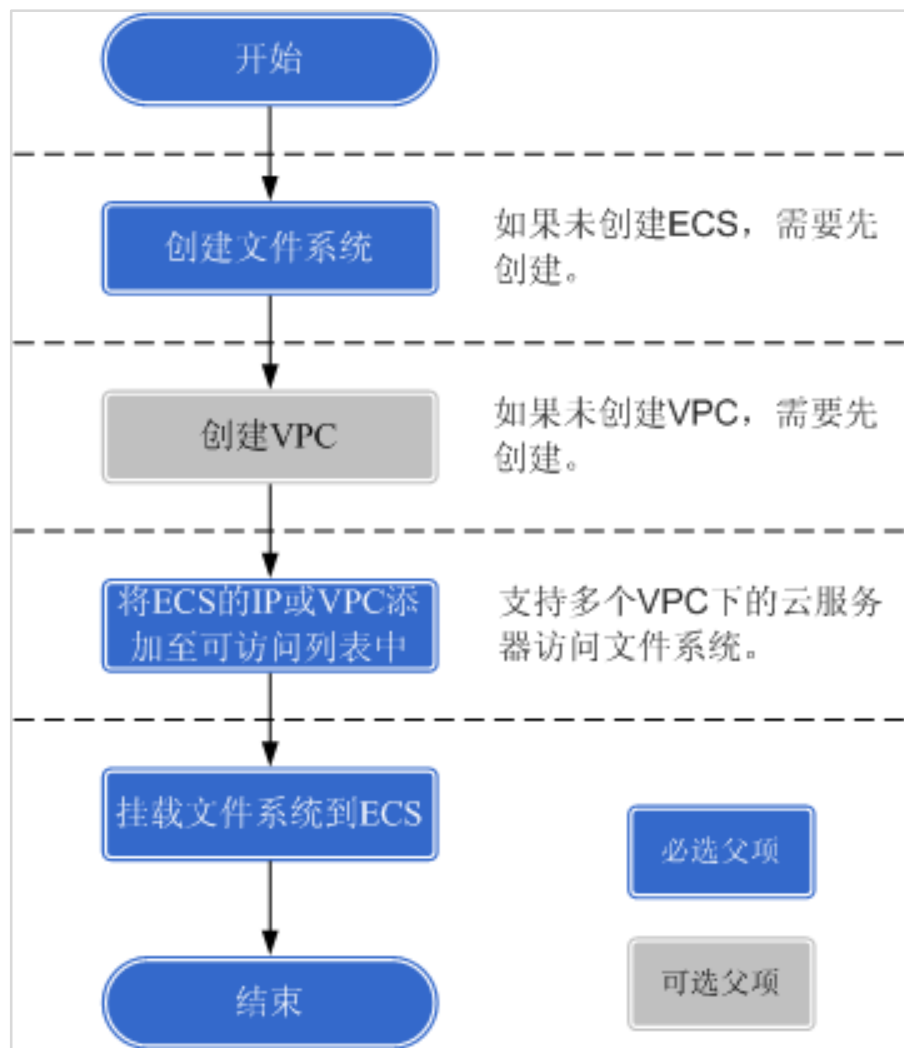 开始
创建文件系统
如果未创建ECS，需要先
创建。
创建VPC
如果未创建VPC，需要先
创建。
将ECS的IP或VPC添
加至可访问列表中
支持多个VPC下的云服务
器访问文件系统。
挂载文件系统到ECS
必选父项
可选父项
结束